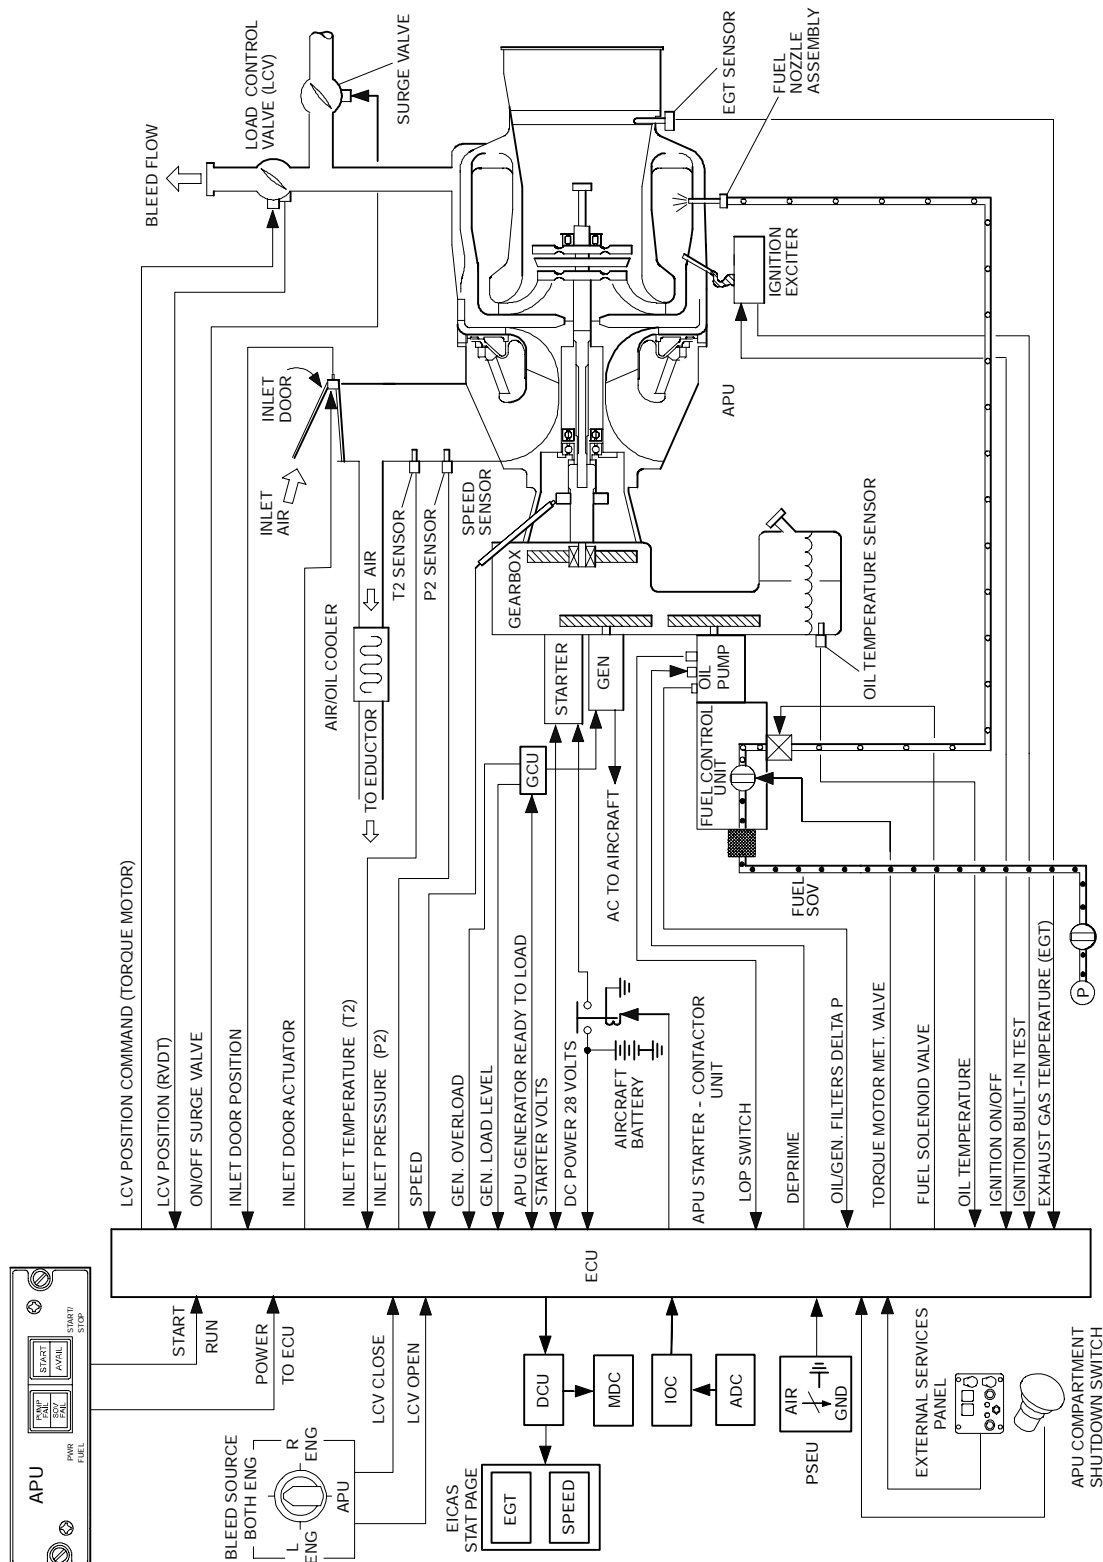 APU
PWR
FUEL
PUMP
FAIL
SOV
FAIL
START
AVAIL
START/
STOP
START
RUN
POWER
TO ECU
BLEED SOURCE
BOTH ENG
L
ENG
R
ENG
APU
LCV CLOSE
LCV OPEN
EICAS
STAT PAGE
EGT
SPEED
DCU
MDC
IOC
ADC
PSEU
AIR
GND
EXTERNAL SERVICES
PANEL
APU COMPARTMENT
SHUTDOWN SWITCH
ECU
LCV POSITION COMMAND (TORQUE MOTOR)
LCV POSITION (RVDT)
ON/OFF SURGE VALVE
INLET DOOR POSITION
INLET DOOR ACTUATOR
INLET TEMPERATURE (T2)
INLET PRESSURE (P2)
SPEED
GEN. OVERLOAD
GEN. LOAD LEVEL
APU GENERATOR READY TO LOAD
STARTER VOLTS
DC POWER 28 VOLTS
AIRCRAFT
BATTERY
APU STARTER - CONTACTOR
UNIT
LOP SWITCH
DEPRIME
OIL/GEN. FILTERS DELTA P
TORQUE MOTOR MET. VALVE
FUEL SOLENOID VALVE
OIL TEMPERATURE
IGNITION ON/OFF
IGNITION BUILT-IN TEST
EXHAUST GAS TEMPERATURE (EGT)
P
FUEL
SOV
FUEL CONTROL
UNIT
OIL
PUMP
AC TO AIRCRAFT
GCU
STARTER
GEN
TO EDUCTOR
AIR/OIL COOLER
AIR
T2 SENSOR
P2 SENSOR
SPEED
SENSOR
GEARBOX
OIL TEMPERATURE SENSOR
INLET
AIR
INLET
DOOR
APU
IGNITION
EXCITER
BLEED FLOW
LOAD CONTROL
VALVE (LCV)
SURGE VALVE
EGT SENSOR
FUEL
NOZZLE
ASSEMBLY